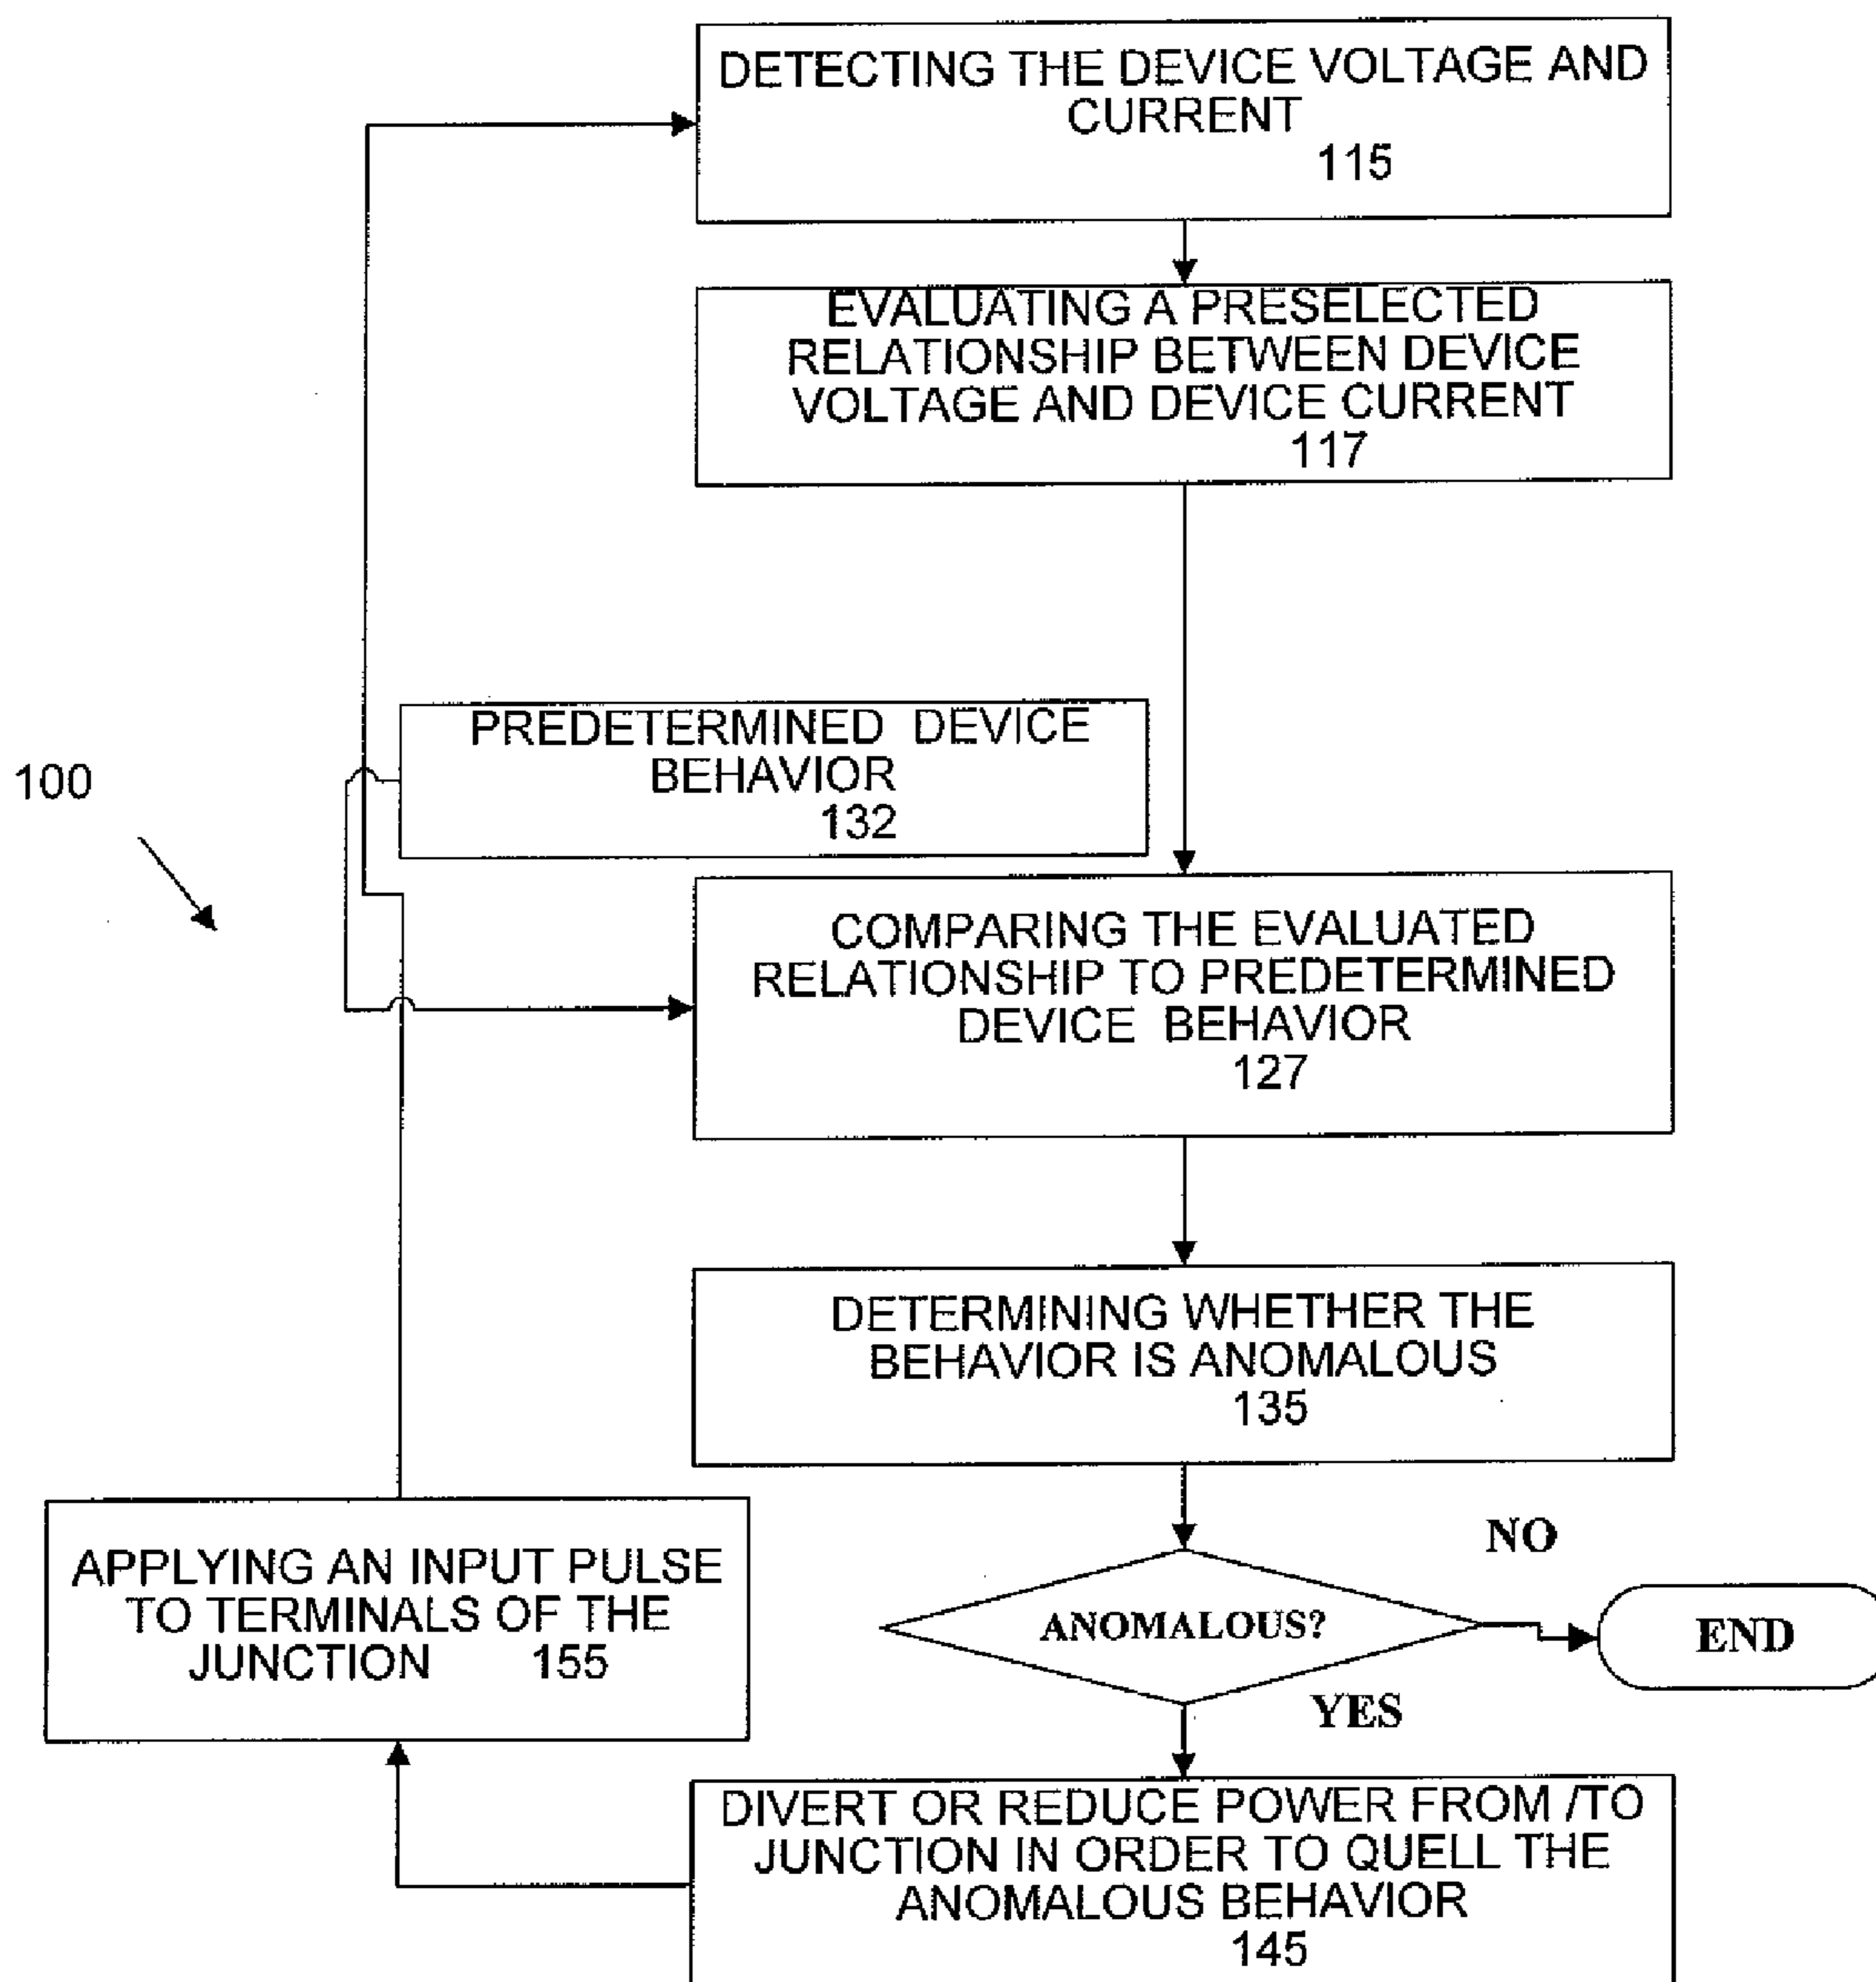 DETECTING THE DEVICE VOLTAGE AND
CURRENT
115
EVALUATING A PRESELECTED
RELATIONSHIP BETWEEN DEVICE
VOLTAGE AND DEVICE CURRENT
117
PREDETERMINED DEVICE
BEHAVIOR
132
100
COMPARING THE EVALUATED
RELATIONSHIP TO PREDETERMINED
DEVICE BEHAVIOR
127
DETERMINING WHETHER THE
BEHAVIOR IS ANOMALOUS
135
NO
ANOMALOUS?
END
YES
APPLYING AN INPUT PULSE
TO TERMINALS OF THE
JUNCTION 155
DIVERT OR REDUCE POWER FROM /TO
JUNCTION IN ORDER TO QUELL THE
ANOMALOUS BEHAVIOR
145